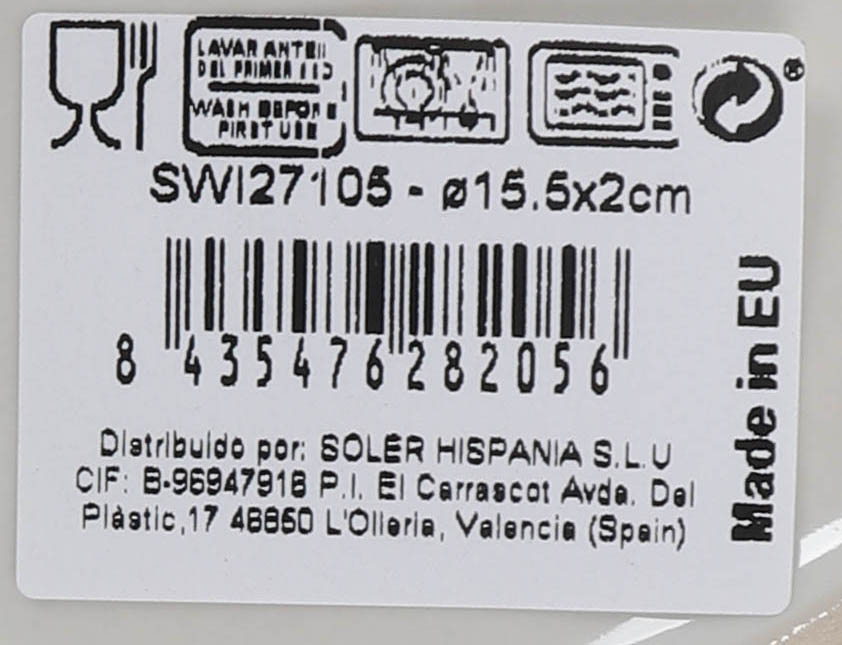 LAVAR ANTES
DEL PRIMER USO
WASH BEFORE
FIRST USE
®
SWI27105 - ø15.5x2cm
8 435476 282056
Distribuido por: SOLER HISPANIA S.L.U
CIF: B-96947918 P.I. El Carrascot Avda. Del
Plàstic,17 46850 L'Olleria, Valencia (Spain)
Made in EU